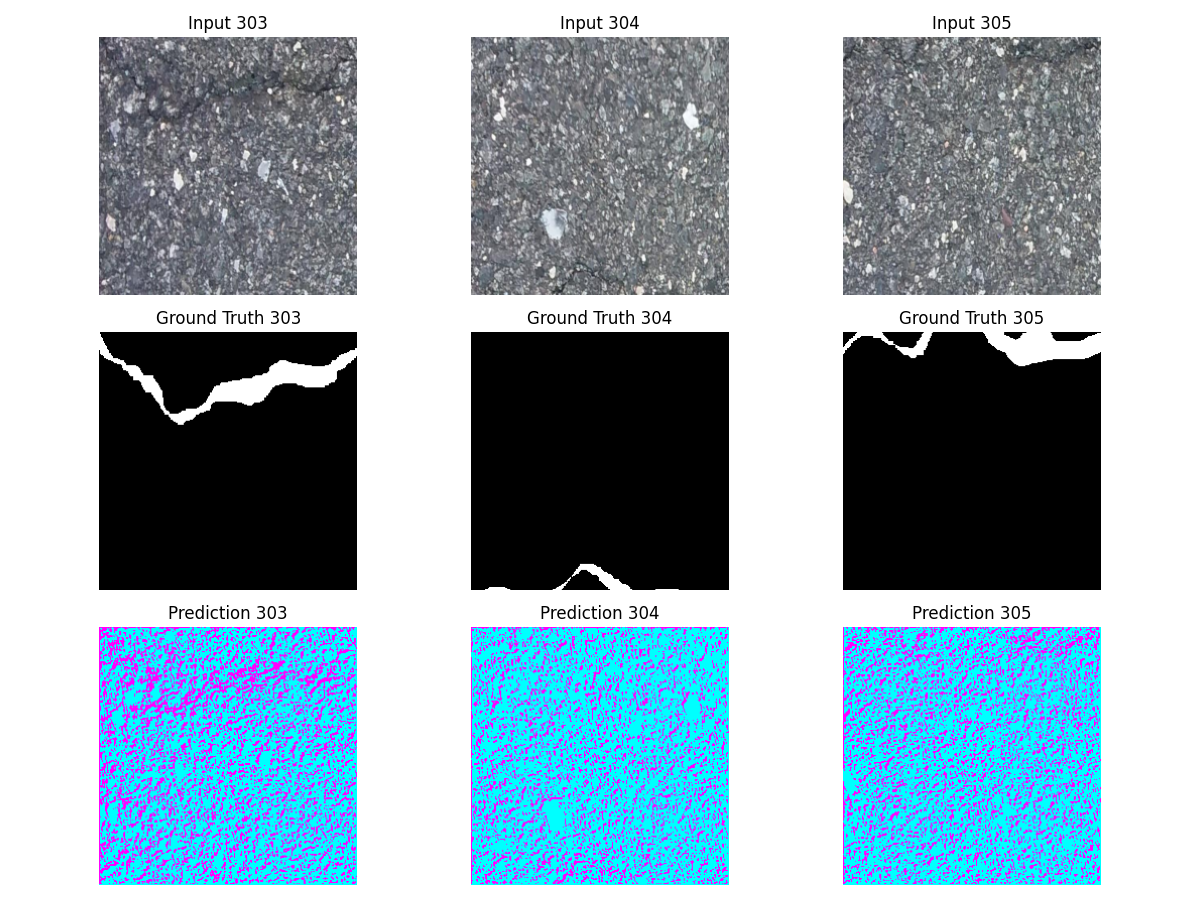 Input 303
Input 304
Input 305
Ground Truth 303
Ground Truth 304
Ground Truth 305
Prediction 303
Prediction 304
Prediction 305